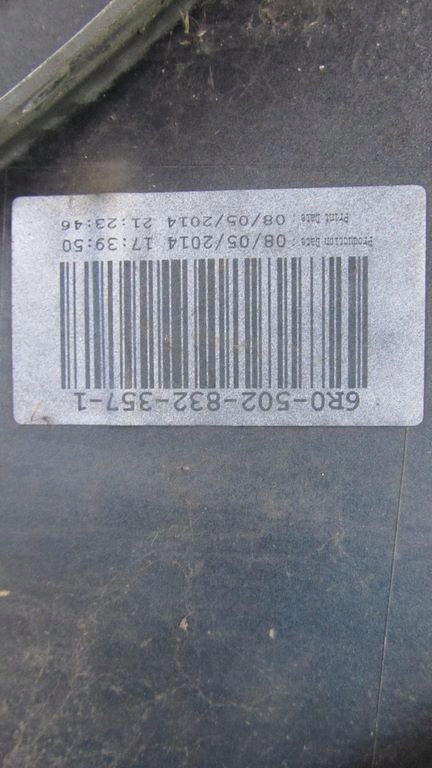 6R0-502-832-357-1
Production Date : 08/05/2014 17:39:50
Print Date : 08/05/2014 21:23:46